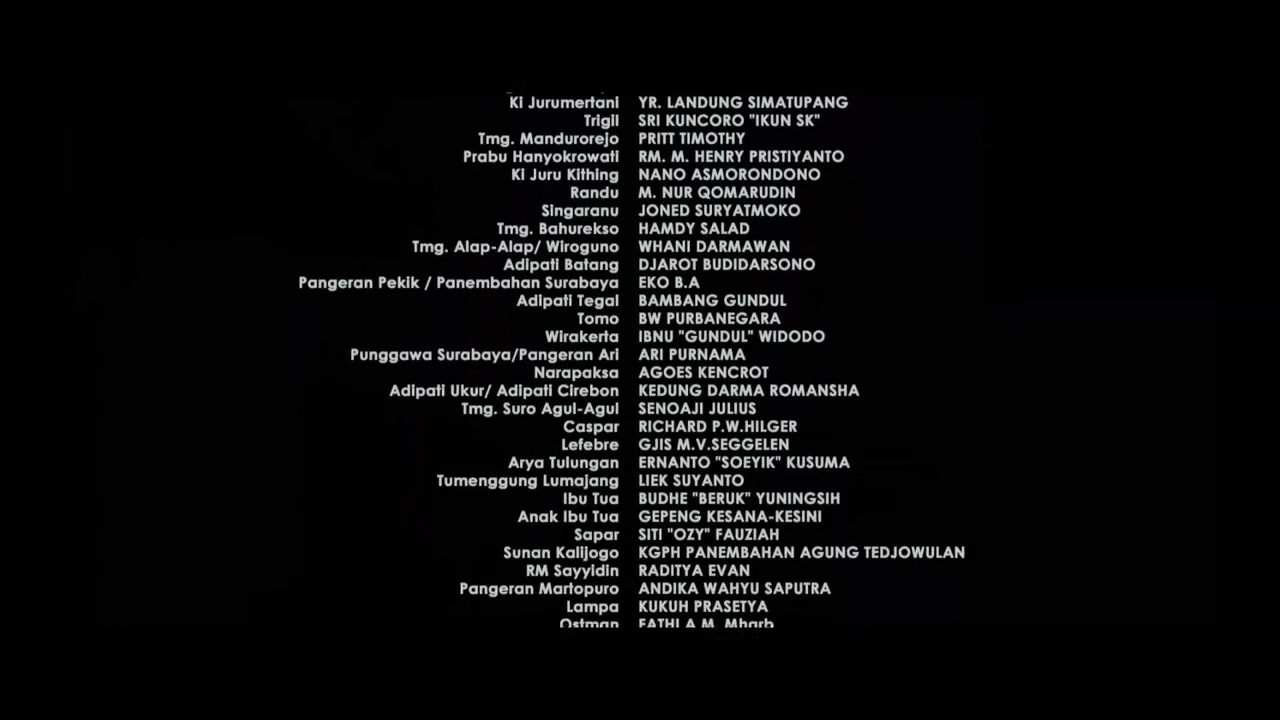 Ki Jurumertani YR. LANDUNG SIMATUPANG
Trigil SRI KUNCORO "IKUN SK"
Tmg. Mandurorejo PRITT TIMOTHY
Prabu Hanyokrowati RM. M. HENRY PRISTIYANTO
Ki Juru Kithing NANO ASMORONDONO
Randu M. NUR QOMARUDIN
Singaranu JONED SURYATMOKO
Tmg. Bahurekso HAMDY SALAD
Tmg. Alap-Alap/ Wiroguno WHANI DARMAWAN
Adipati Batang DJAROT BUDIDARSONO
Pangeran Pekik / Panembahan Surabaya EKO B.A
Adipati Tegal BAMBANG GUNDUL
Tomo BW PURBANEGARA
Wirakerta IBNU "GUNDUL" WIDODO
Punggawa Surabaya/Pangeran Ari ARI PURNAMA
Narapaksa AGOES KENCROT
Adipati Ukur/ Adipati Cirebon KEDUNG DARMA ROMANSHA
Tmg. Suro Agul-Agul SENOAJI JULIUS
Caspar RICHARD P.W.HILGER
Lefebre GJIS M.V.SEGGELEN
Arya Tulungan ERNANTO "SOEYIK" KUSUMA
Tumenggung Lumajang LIEK SUYANTO
Ibu Tua BUDHE "BERUK" YUNINGSIH
Anak Ibu Tua GEPENG KESANA-KESINI
Sapar SITI "OZY" FAUZIAH
Sunan Kalijogo KGPH PANEMBAHAN AGUNG TEDJOWULAN
RM Sayyidin RADITYA EVAN
Pangeran Martopuro ANDIKA WAHYU SAPUTRA
Lampa KUKUH PRASETYA
Ostman FATHI A.M. Mharb